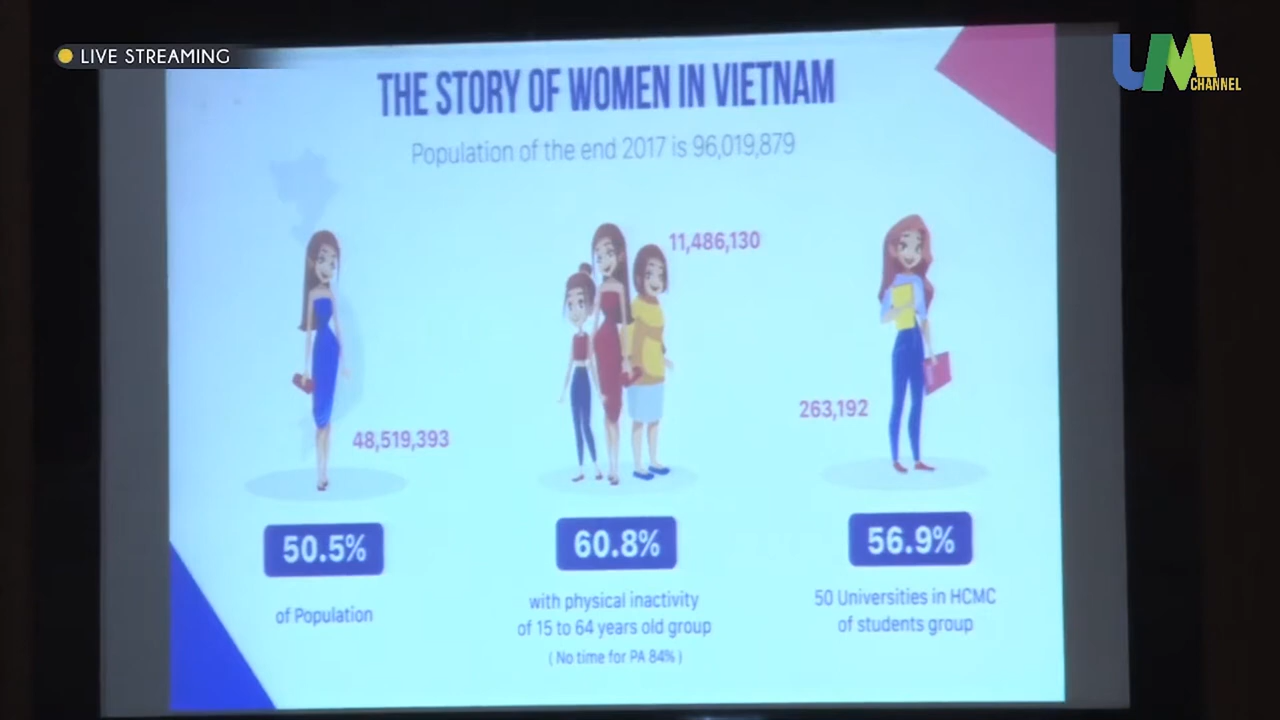 LIVE STREAMING
UM
CHANNEL
THE STORY OF WOMEN IN VIETNAM
Population of the end 2017 is 96,019,879
11,486,130
263,192
48,519,393
50.5%
of Population
60.8%
with physical inactivity
of 15 to 64 years old group
( No time for PA 84% )
56.9%
50 Universities in HCMC
of students group